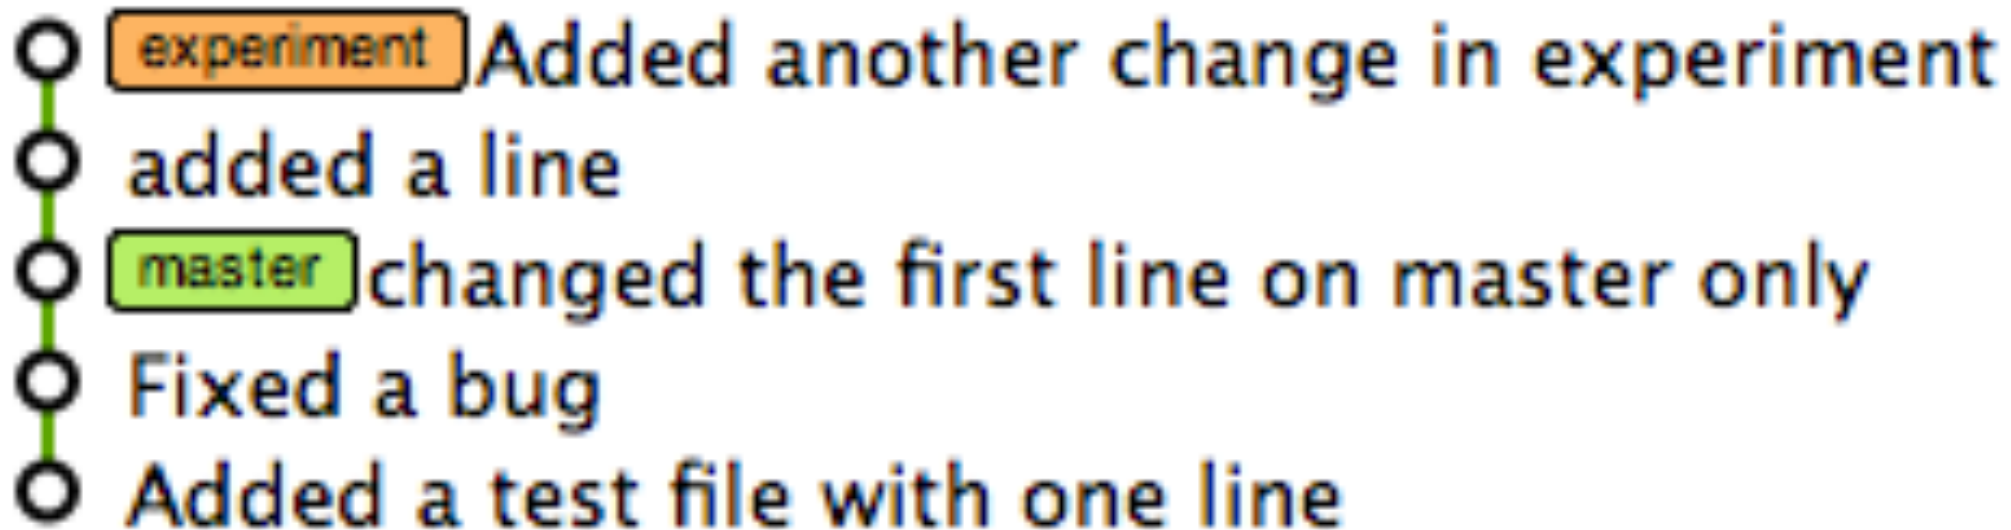 experiment Added another change in experiment
added a line
master changed the first line on master only
Fixed a bug
Added a test file with one line